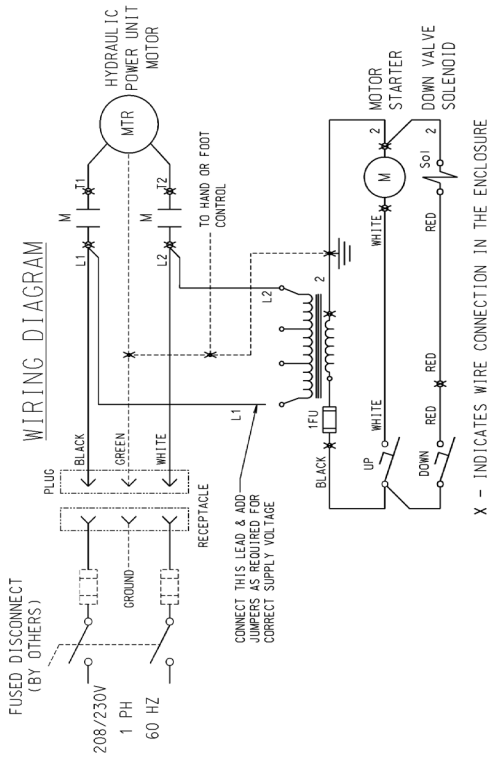 WIRING DIAGRAM
FUSED DISCONNECT
(BY OTHERS)
208/230V
1 PH
60 HZ
GROUND
PLUG
RECEPTACLE
BLACK
GREEN
WHITE
L1
L2
M
M
T1
T2
MTR
HYDRAULIC
POWER UNIT
MOTOR
TO HAND OR FOOT
CONTROL
L1
L2
CONNECT THIS LEAD & ADD
JUMPERS AS REQUIRED FOR
CORRECT SUPPLY VOLTAGE
1FU
2
BLACK
UP
WHITE
WHITE
M
2
MOTOR
STARTER
DOWN
RED
RED
RED
Sol
2
DOWN VALVE
SOLENOID
X - INDICATES WIRE CONNECTION IN THE ENCLOSURE